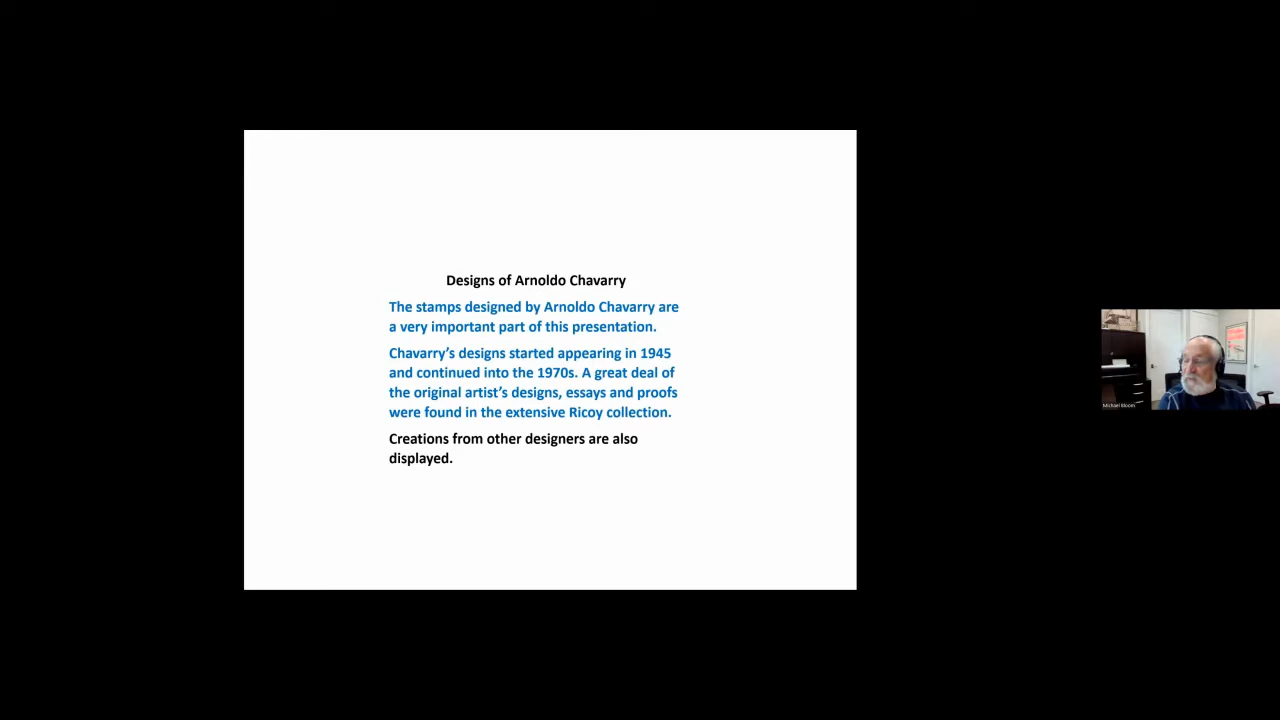 Designs of Arnoldo Chavarry
The stamps designed by Arnoldo Chavarry are
a very important part of this presentation.
Chavarry’s designs started appearing in 1945
and continued into the 1970s. A great deal of
the original artist’s designs, essays and proofs
were found in the extensive Ricoy collection.
Creations from other designers are also
displayed.
Michael Bloom